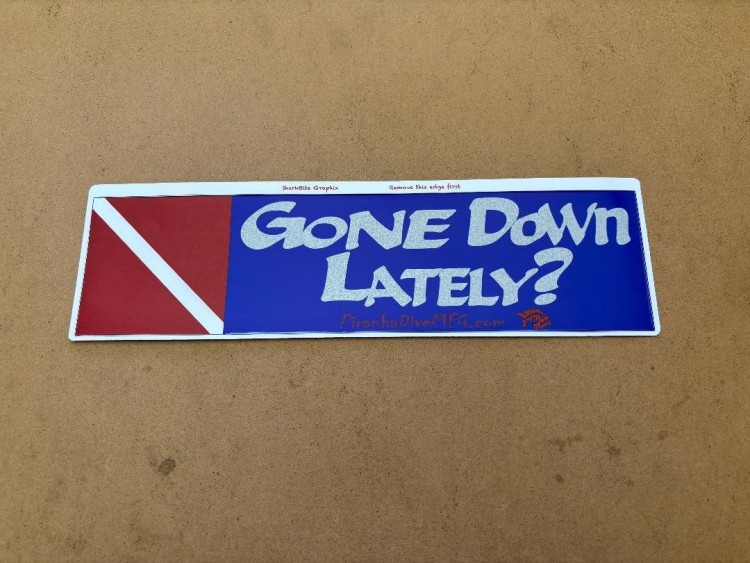 SharkBite Graphix Remove this edge first
GONE DOWN
LATELY?
PiranhaDiveMFG.com